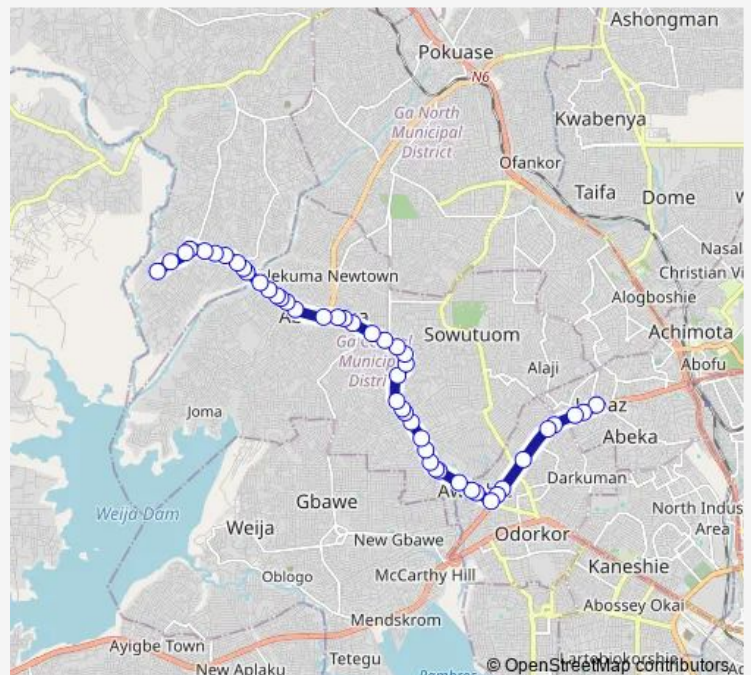 Ashongman
Pokuase
N6
Ga North
Municipal
District
Kwabenya
Ofankor
Taifa
Dome
W
Nasal
Christian Vi
Jekuma Newtown
Alogboshie
Sowutuom
Achimota
Alaji
Abofu
Joma
Abeka
Weija Dam
Gbawe
Darkuman
North Indus
Area
Weija
New Gbawe
Odorkor
Oblogo
McCarthy Hill
Kaneshie
Abossey Okai
Mendskrom
Ayigbe Town
Tetegu
New Aplaku
© OpenStreetMap contributors